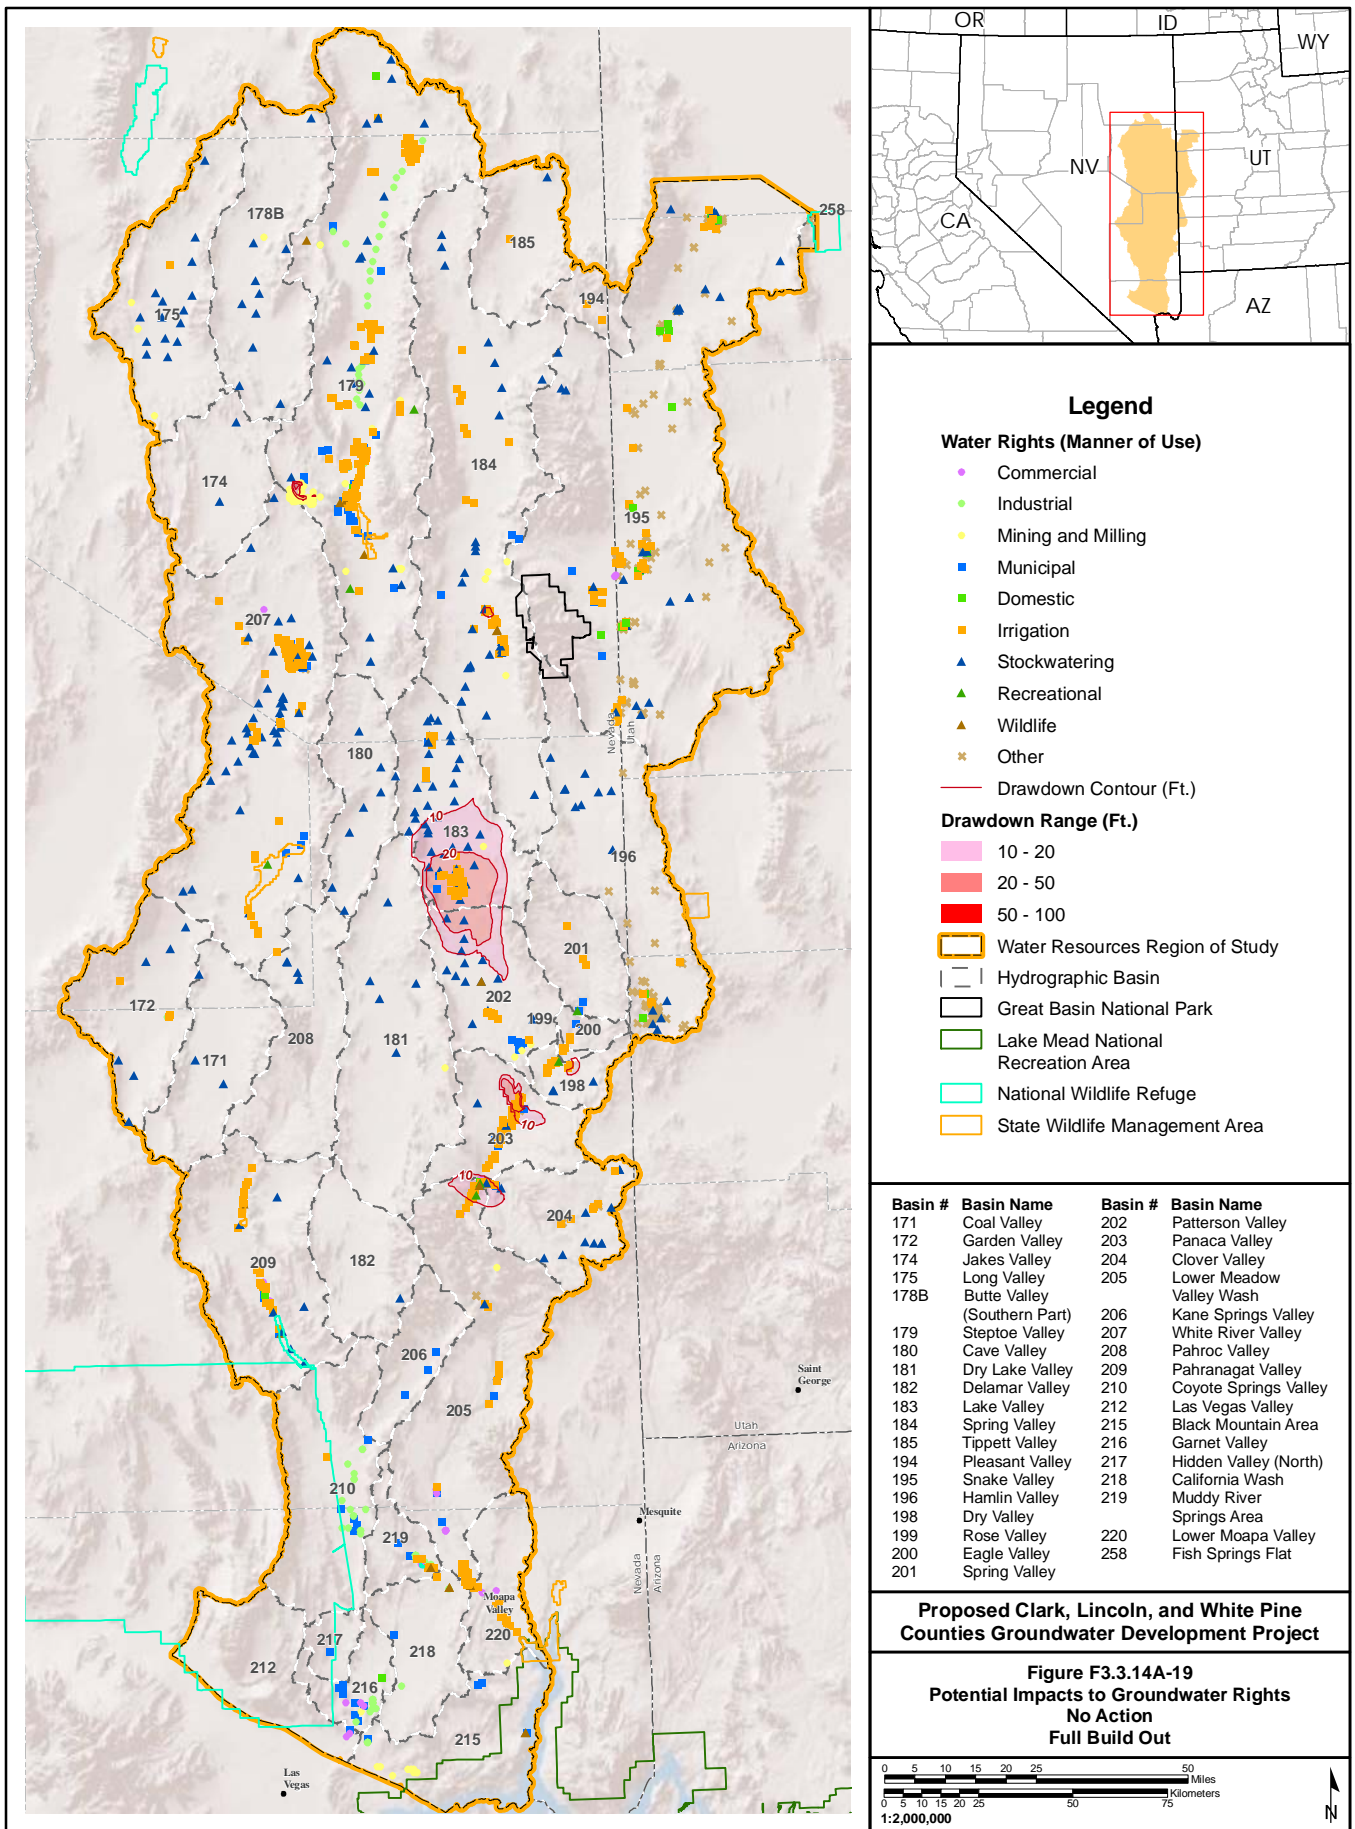 OR
ID
WY
NV
UT
CA
AZ
258
178B
185
194
175
179
174
184
195
207
Nevada
Utah
180
10
183
20
196
201
172
202
199
200
208
181
171
198
10
203
10
204
209
182
206
Saint
George
205
Utah
Arizona
210
Mesquite
219
Nevada
Arizona
Moapa
Valley
220
217
218
212
216
215
Las
Vegas
Legend
Water Rights (Manner of Use)
Commercial
Industrial
Mining and Milling
Municipal
Domestic
Irrigation
Stockwatering
Recreational
Wildlife
Other
Drawdown Contour (Ft.)
Drawdown Range (Ft.)
10 - 20
20 - 50
50 - 100
Water Resources Region of Study
Hydrographic Basin
Great Basin National Park
Lake Mead National
Recreation Area
National Wildlife Refuge
State Wildlife Management Area
Basin # Basin Name Basin # Basin Name
171 Coal Valley 202 Patterson Valley
172 Garden Valley 203 Panaca Valley
174 Jakes Valley 204 Clover Valley
175 Long Valley 205 Lower Meadow
178B Butte Valley Valley Wash
(Southern Part) 206 Kane Springs Valley
179 Steptoe Valley 207 White River Valley
180 Cave Valley 208 Pahroc Valley
181 Dry Lake Valley 209 Pahranagat Valley
182 Delamar Valley 210 Coyote Springs Valley
183 Lake Valley 212 Las Vegas Valley
184 Spring Valley 215 Black Mountain Area
185 Tippett Valley 216 Garnet Valley
194 Pleasant Valley 217 Hidden Valley (North)
195 Snake Valley 218 California Wash
196 Hamlin Valley 219 Muddy River
198 Dry Valley Springs Area
199 Rose Valley 220 Lower Moapa Valley
200 Eagle Valley 258 Fish Springs Flat
201 Spring Valley
Proposed Clark, Lincoln, and White Pine
Counties Groundwater Development Project
Figure F3.3.14A-19
Potential Impacts to Groundwater Rights
No Action
Full Build Out
0 5 10 15 20 25 50
Miles
Kilometers
0 5 10 15 20 25 50 75
1:2,000,000
N